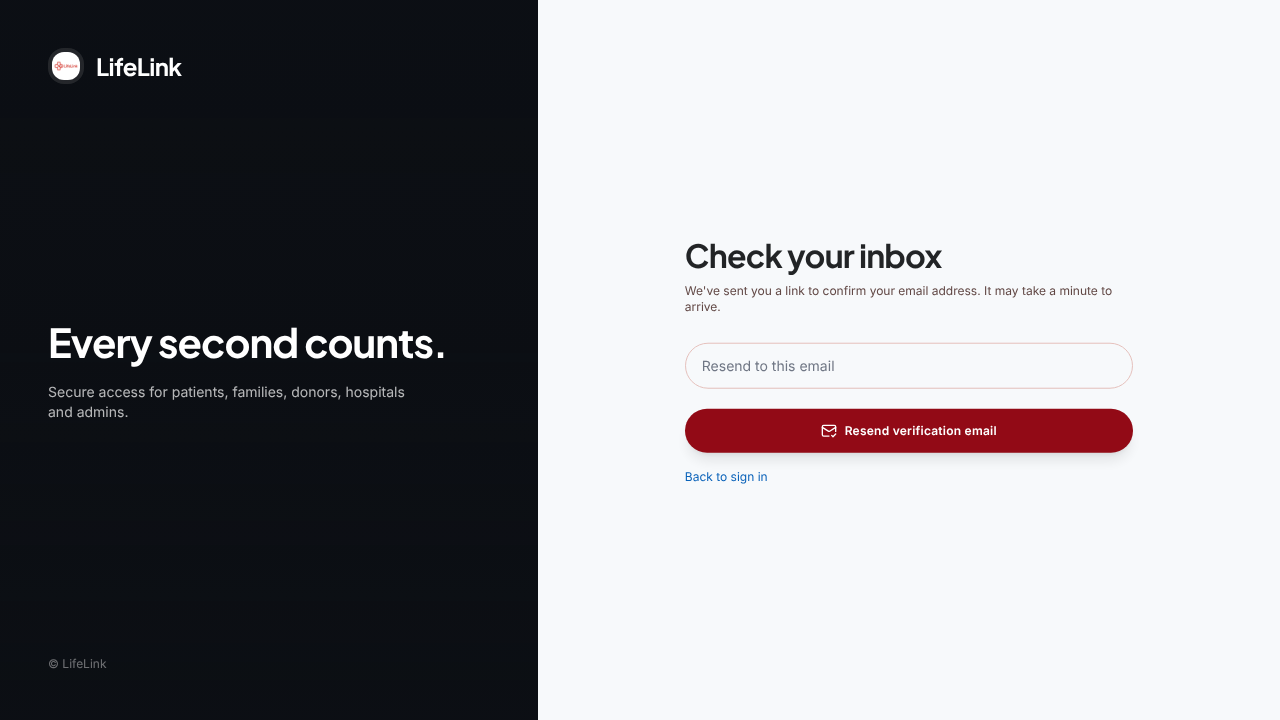 LifeLink
Every second counts.
Secure access for patients, families, donors, hospitals
and admins.
© LifeLink
Check your inbox
We've sent you a link to confirm your email address. It may take a minute to
arrive.
Resend to this email
Resend verification email
Back to sign in